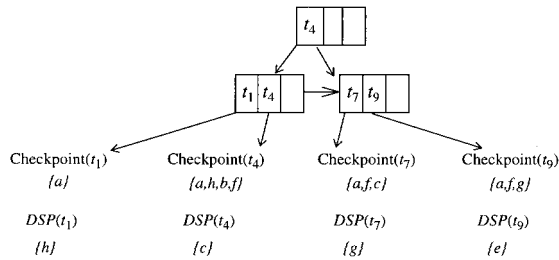 t4
t1 t4 t7 t9
Checkpoint(t1) Checkpoint(t4) Checkpoint(t7) Checkpoint(t9)
{a} {a,h,b,f} {a,f,c} {a,f,g}
DSP(t1) DSP(t4) DSP(t7) DSP(t9)
{h} {c} {g} {e}